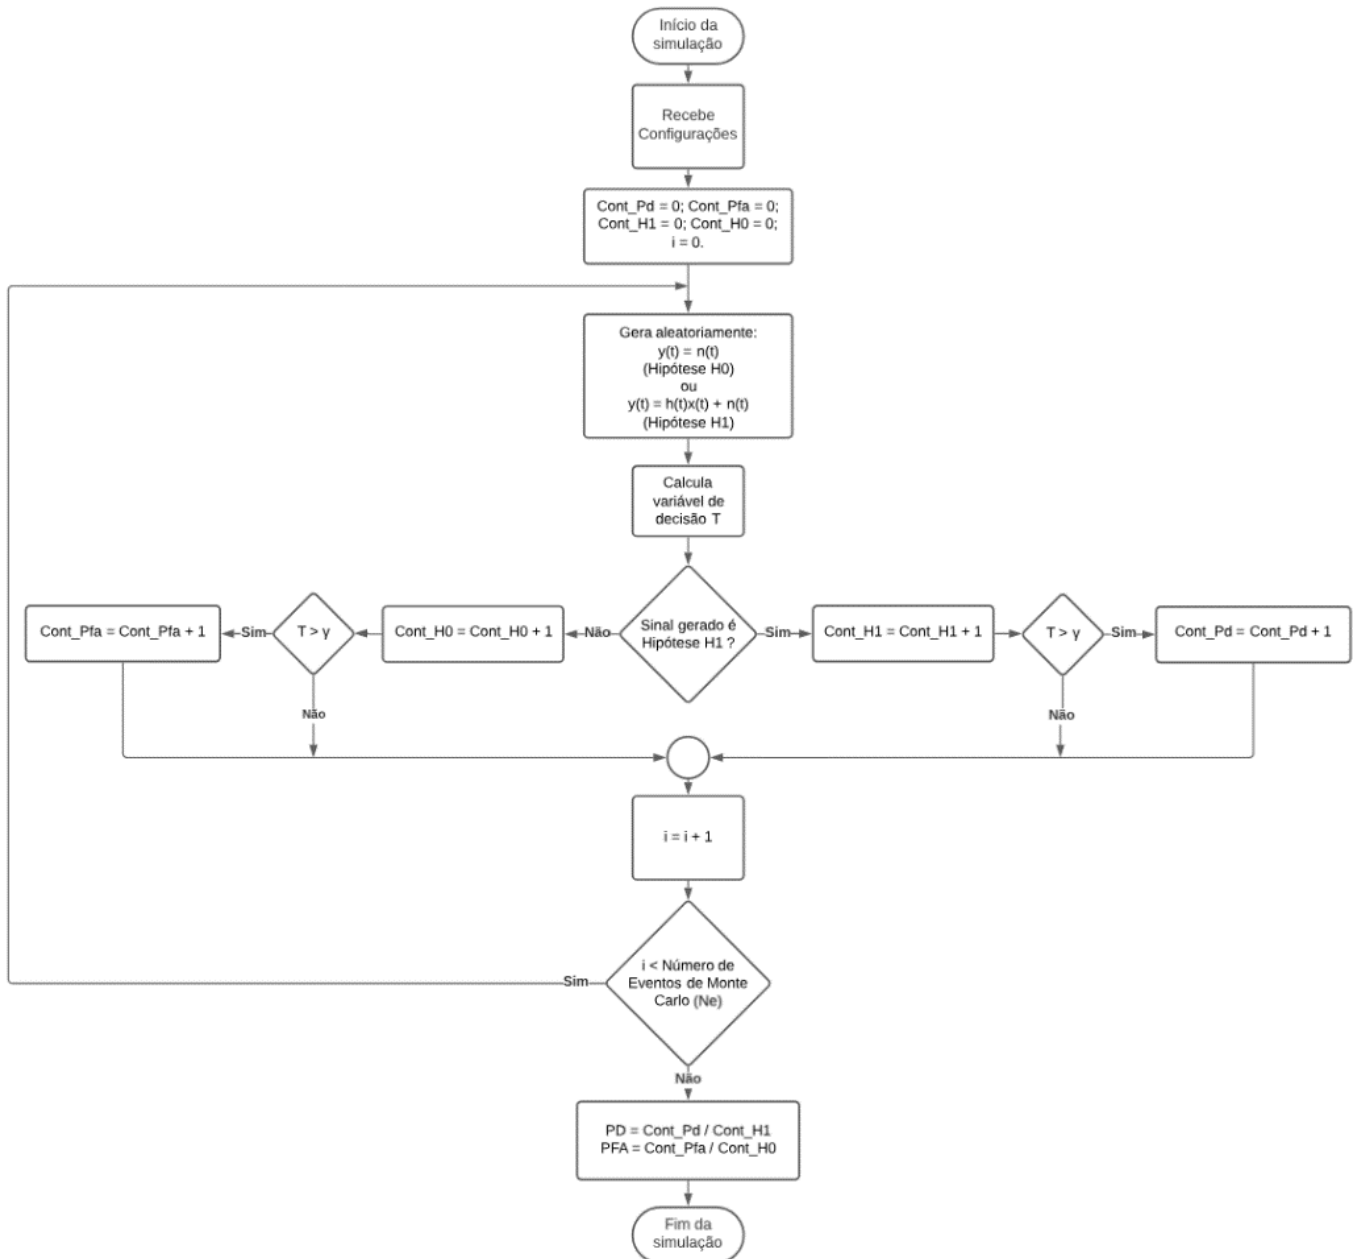 Início da
simulação
Recebe
Configurações
Cont_Pd = 0; Cont_Pfa = 0;
Cont_H1 = 0; Cont_H0 = 0;
i = 0.
Gera aleatoriamente:
y(t) = n(t)
(Hipótese H0)
ou
y(t) = h(t)x(t) + n(t)
(Hipótese H1)
Calcula
variável de
decisão T
Cont_Pfa = Cont_Pfa + 1
Sim
T > γ
Cont_H0 = Cont_H0 + 1
Não
Sinal gerado é
Hipótese H1 ?
Sim
Cont_H1 = Cont_H1 + 1
T > γ
Sim
Cont_Pd = Cont_Pd + 1
Não
Não
i = i + 1
i < Número de
Eventos de Monte
Carlo (Ne)
Sim
Não
PD = Cont_Pd / Cont_H1
PFA = Cont_Pfa / Cont_H0
Fim da
simulação